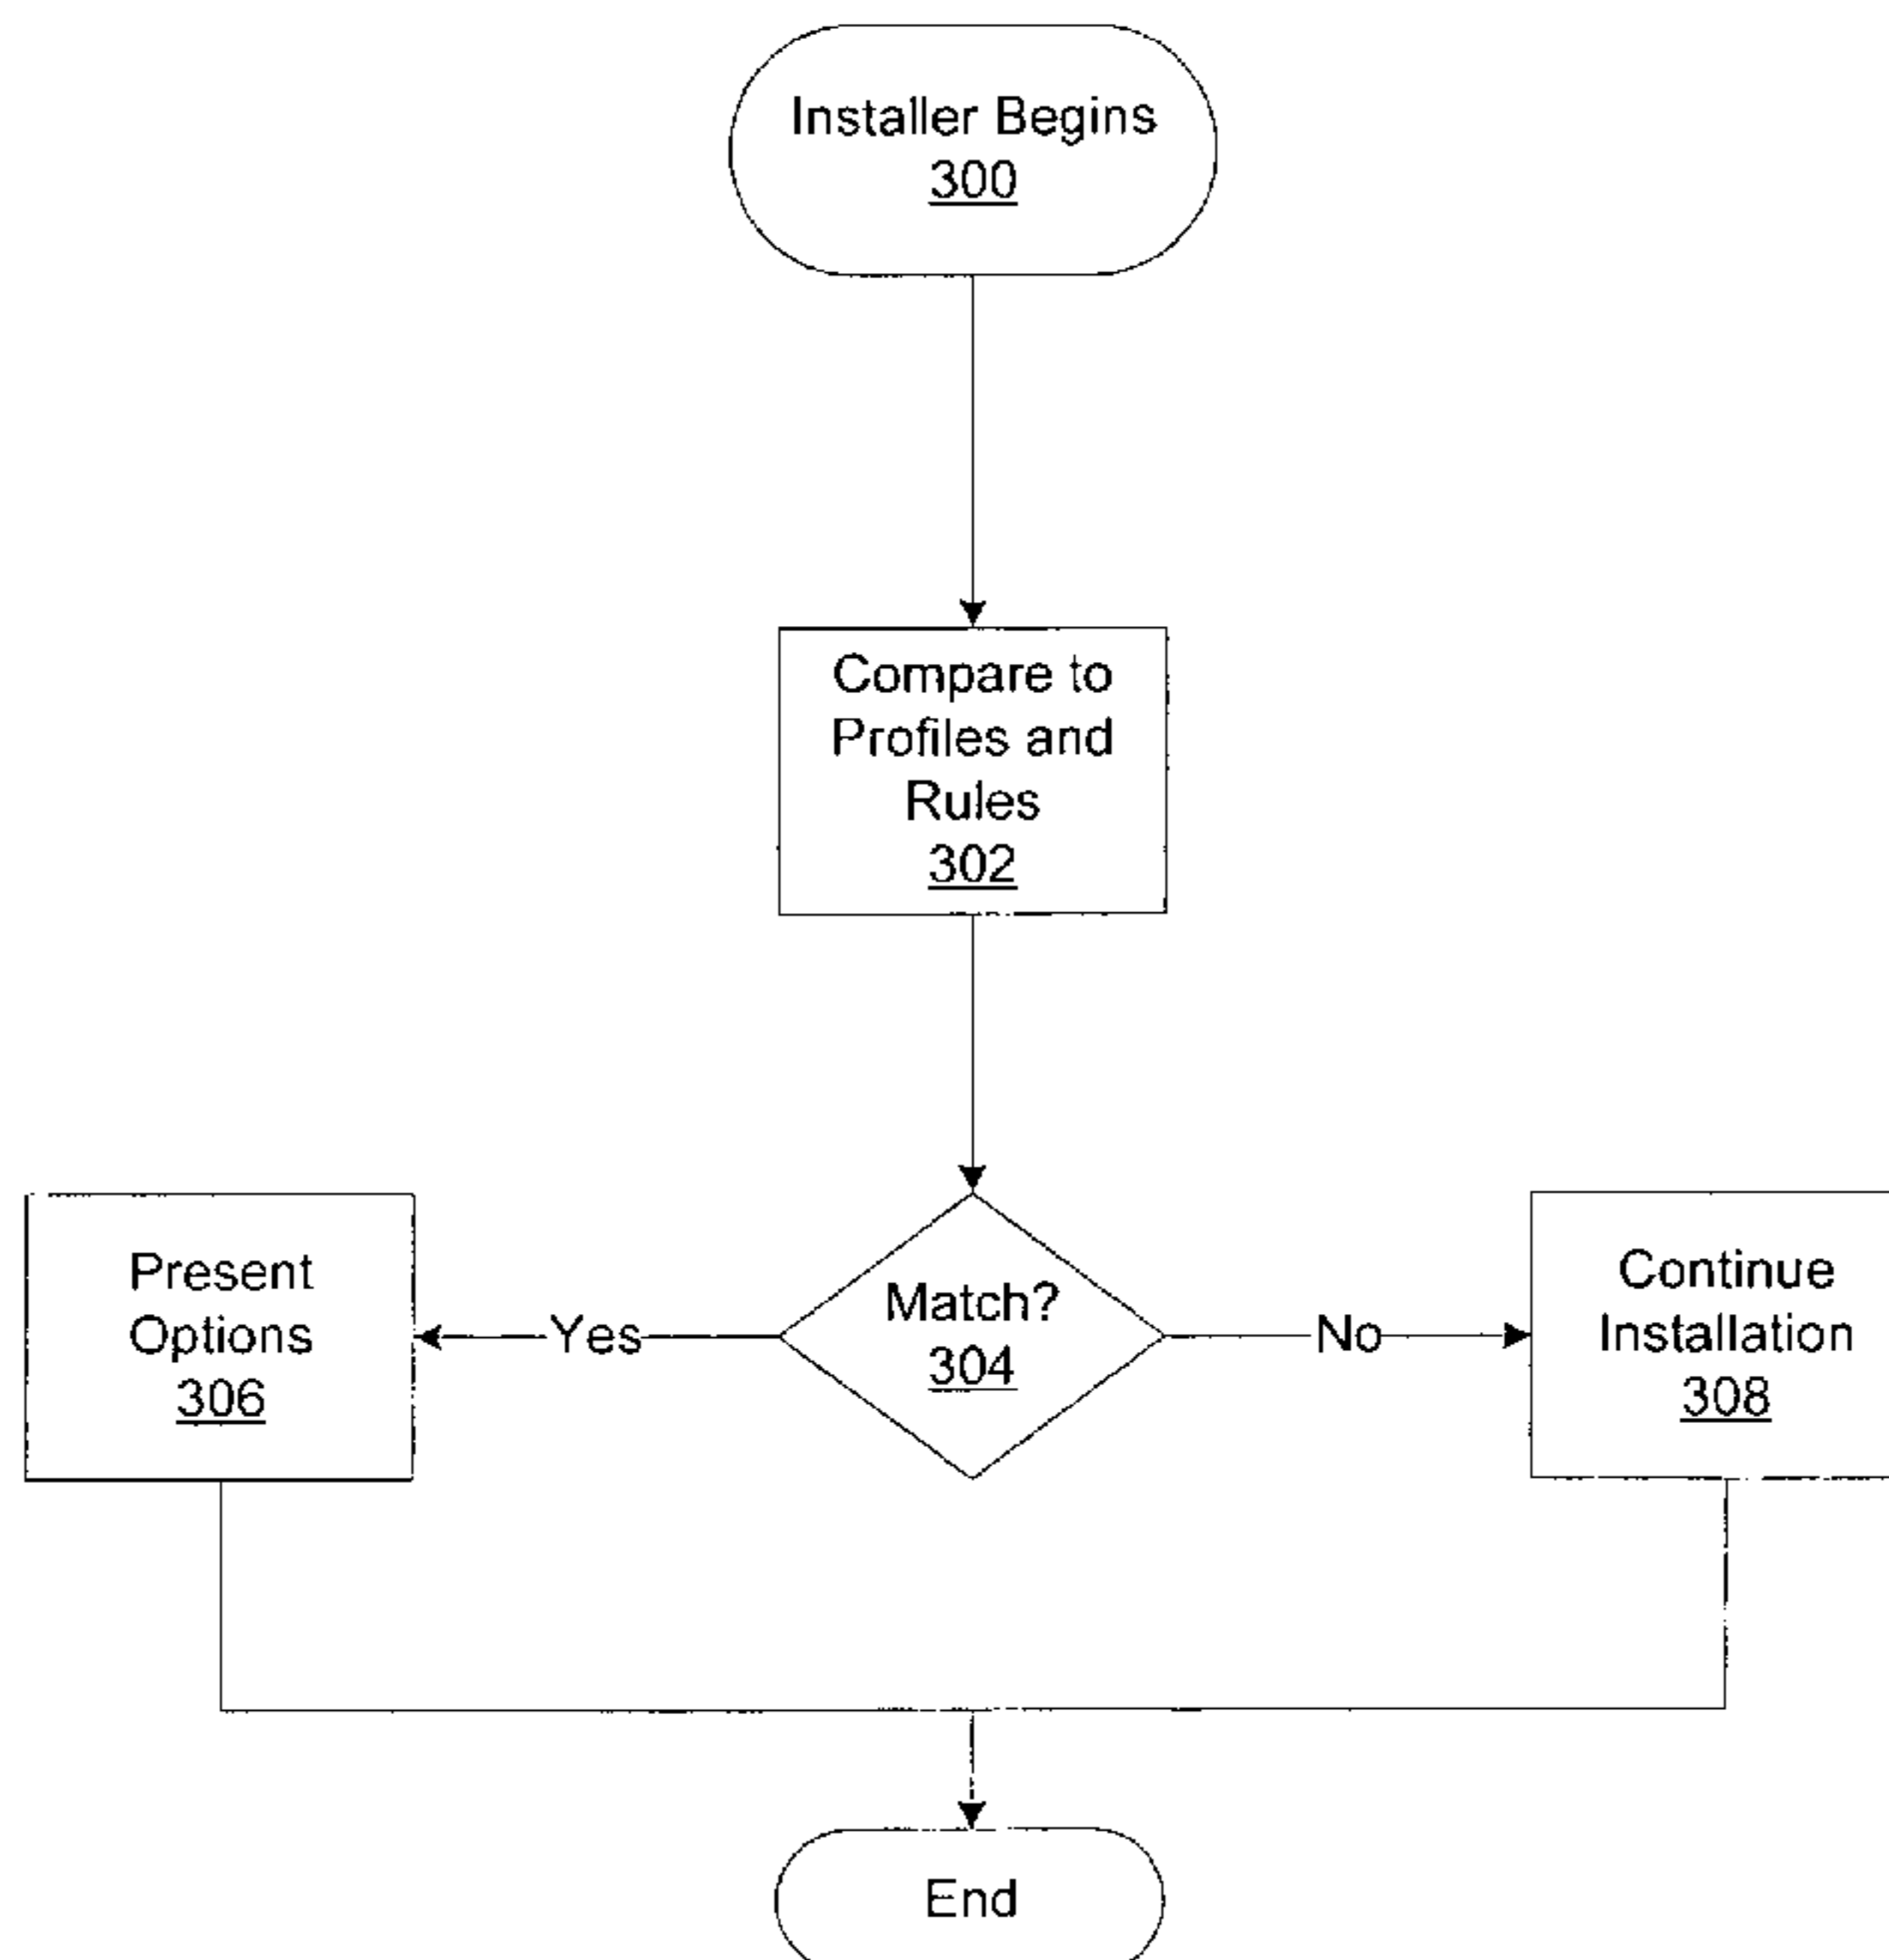 Installer Begins
300
Compare to
Profiles and
Rules
302
Match?
304
Yes
No
Present
Options
306
Continue
Installation
308
End